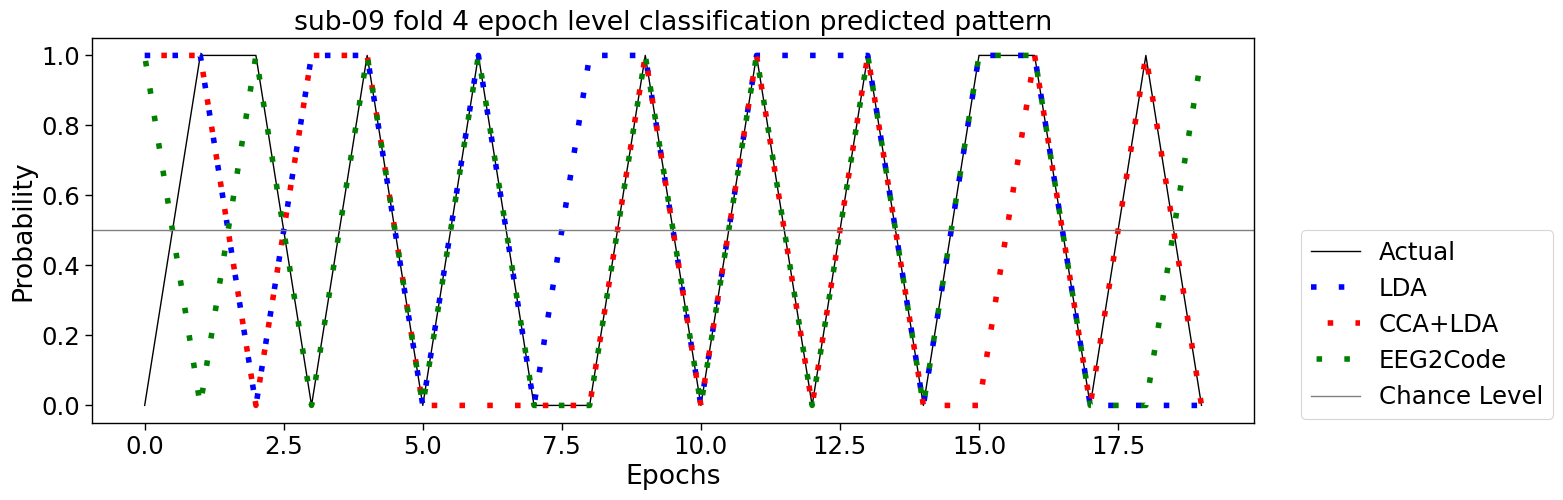 sub-09 fold 4 epoch level classification predicted pattern
Probability
1.0
0.8
0.6
0.4
0.2
0.0
0.0 2.5 5.0 7.5 10.0 12.5 15.0 17.5
Epochs
Actual
LDA
CCA+LDA
EEG2Code
Chance Level